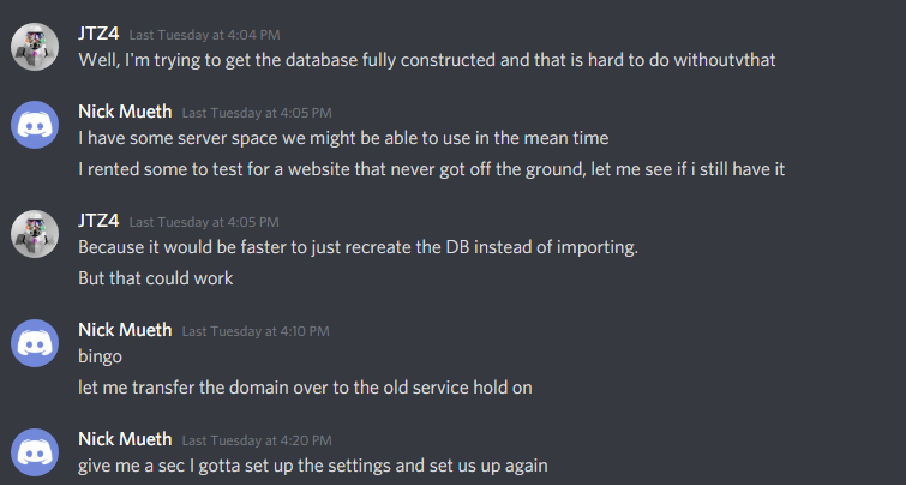 JTZ4 Last Tuesday at 4:04 PM
Well, I'm trying to get the database fully constructed and that is hard to do withoutvthat
Nick Mueth Last Tuesday at 4:05 PM
I have some server space we might be able to use in the mean time
I rented some to test for a website that never got off the ground, let me see if i still have it
JTZ4 Last Tuesday at 4:05 PM
Because it would be faster to just recreate the DB instead of importing.
But that could work
Nick Mueth Last Tuesday at 4:10 PM
bingo
let me transfer the domain over to the old service hold on
Nick Mueth Last Tuesday at 4:20 PM
give me a sec I gotta set up the settings and set us up again